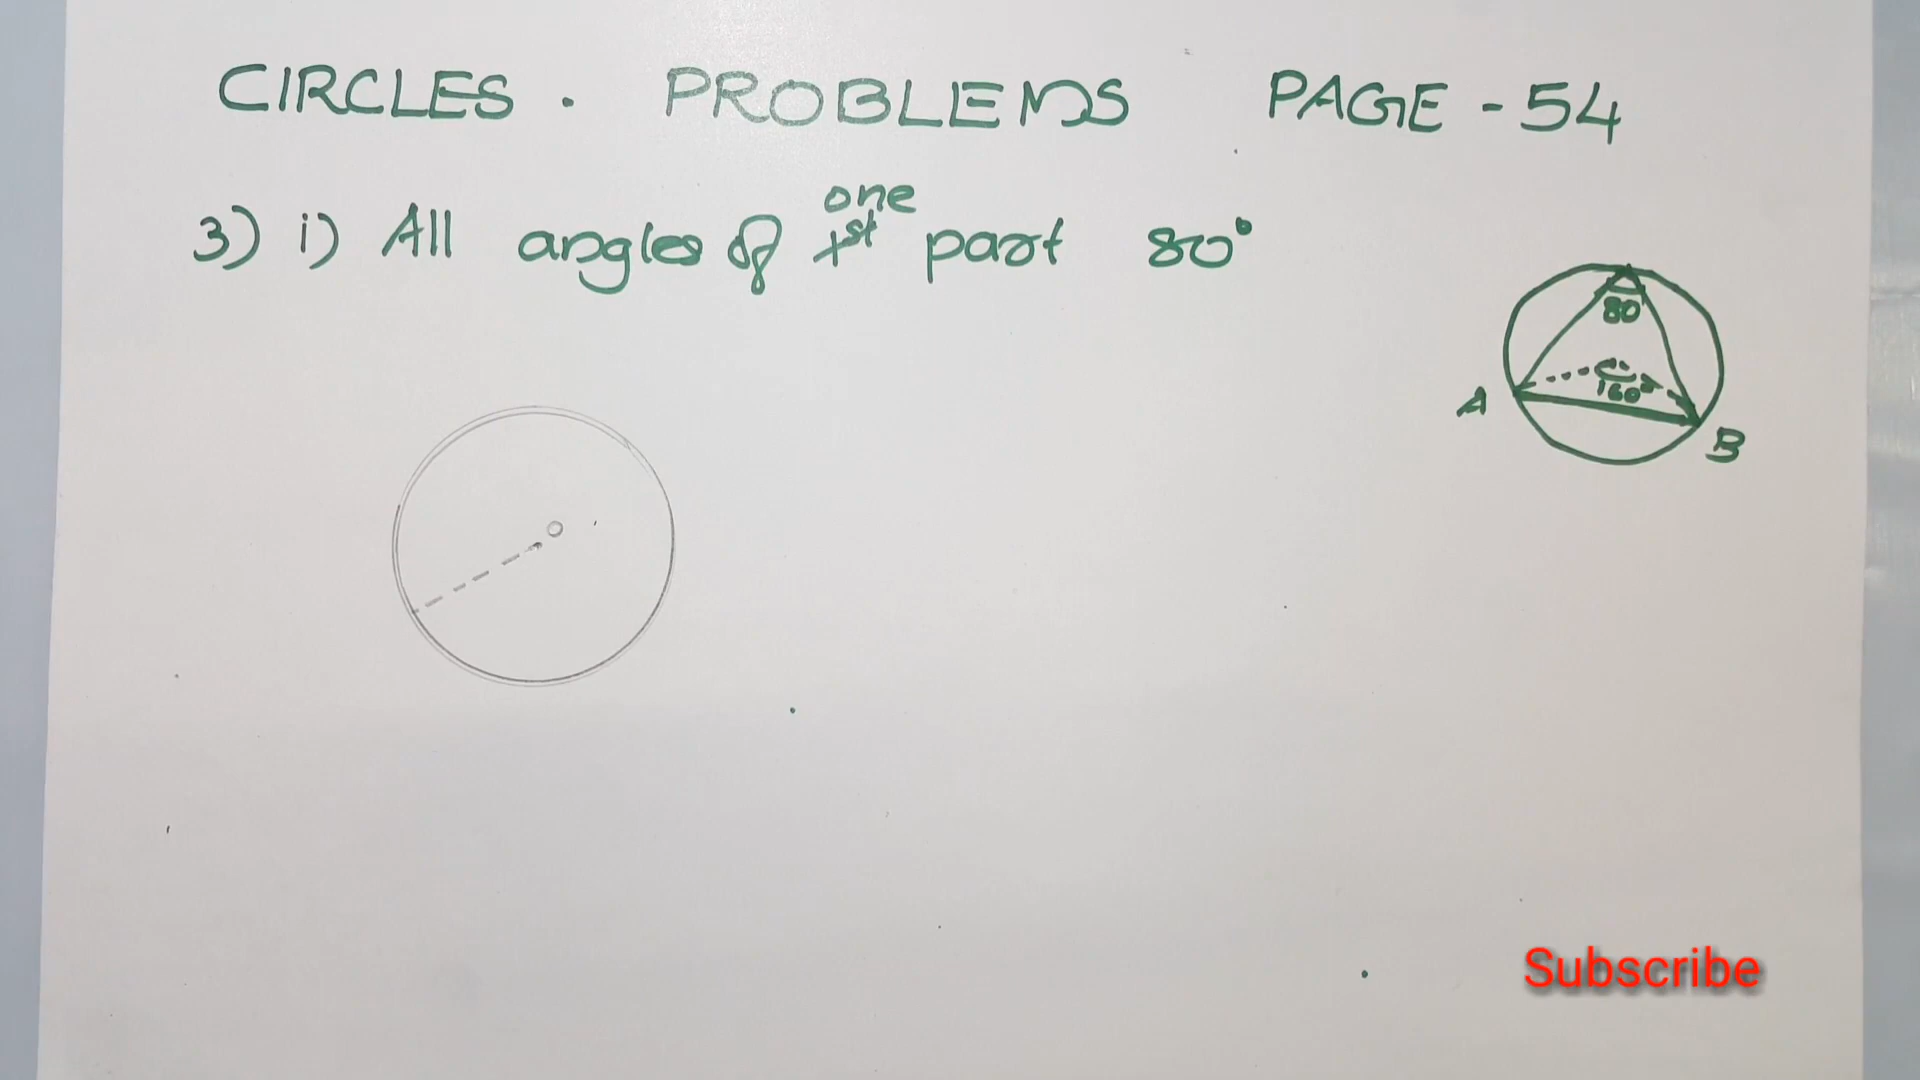 CIRCLES. PROBLEMS PAGE - 54
one
3) i) All angles of 1st part 80°
80
160°
A
B
O
Subscribe